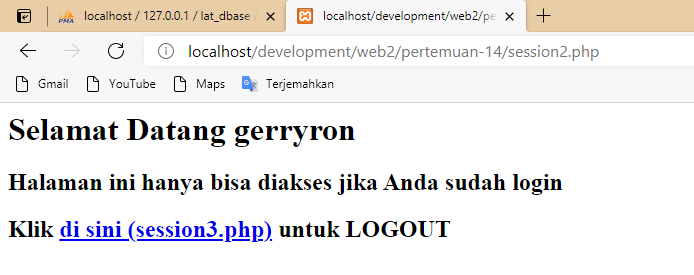 localhost / 127.0.0.1 / lat_dbase
localhost/development/web2/pe
localhost/development/web2/pertemuan-14/session2.php
Gmail YouTube Maps Terjemahkan
Selamat Datang gerryron
Halaman ini hanya bisa diakses jika Anda sudah login
Klik di sini (session3.php) untuk LOGOUT